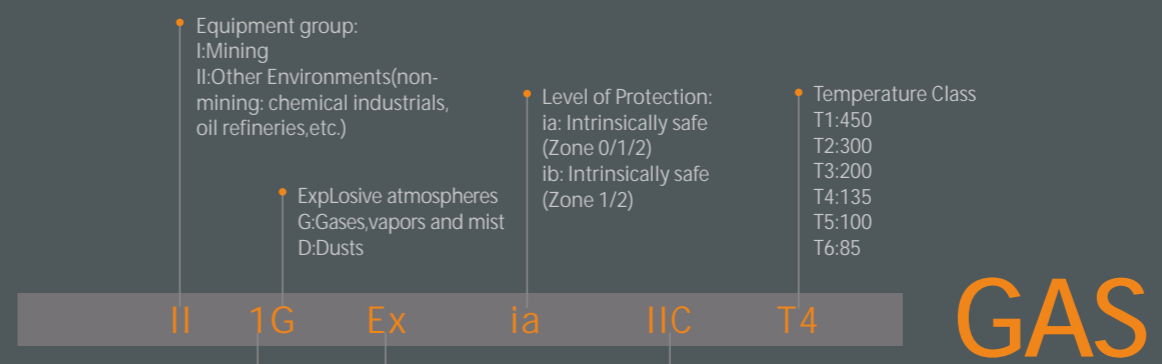 Equipment group:
I:Mining
II:Other Environments(non-
mining: chemical industrials,
oil refineries,etc.)
ExpLosive atmospheres
G:Gases,vapors and mist
D:Dusts
Level of Protection:
ia: Intrinsically safe
(Zone 0/1/2)
ib: Intrinsically safe
(Zone 1/2)
Temperature Class
T1:450
T2:300
T3:200
T4:135
T5:100
T6:85
II 1G Ex ia IIC T4
GAS